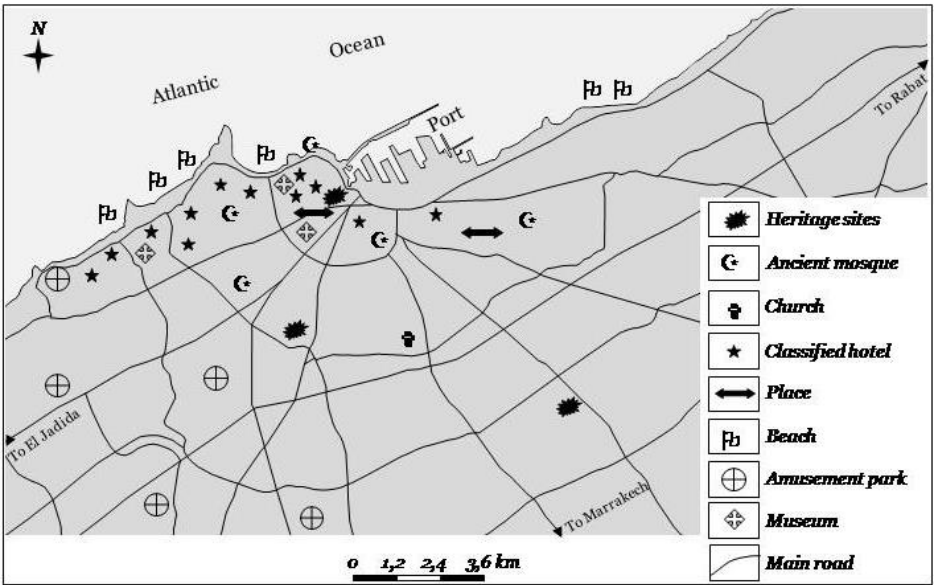 N
Ocean
Atlantic
Port
To Rabat
To El Jadida
To Marrakech
Heritage sites
Ancient mosque
Church
Classified hotel
Place
Beach
Amusement park
Museum
Main road
0 1,2 2,4 3,6 km